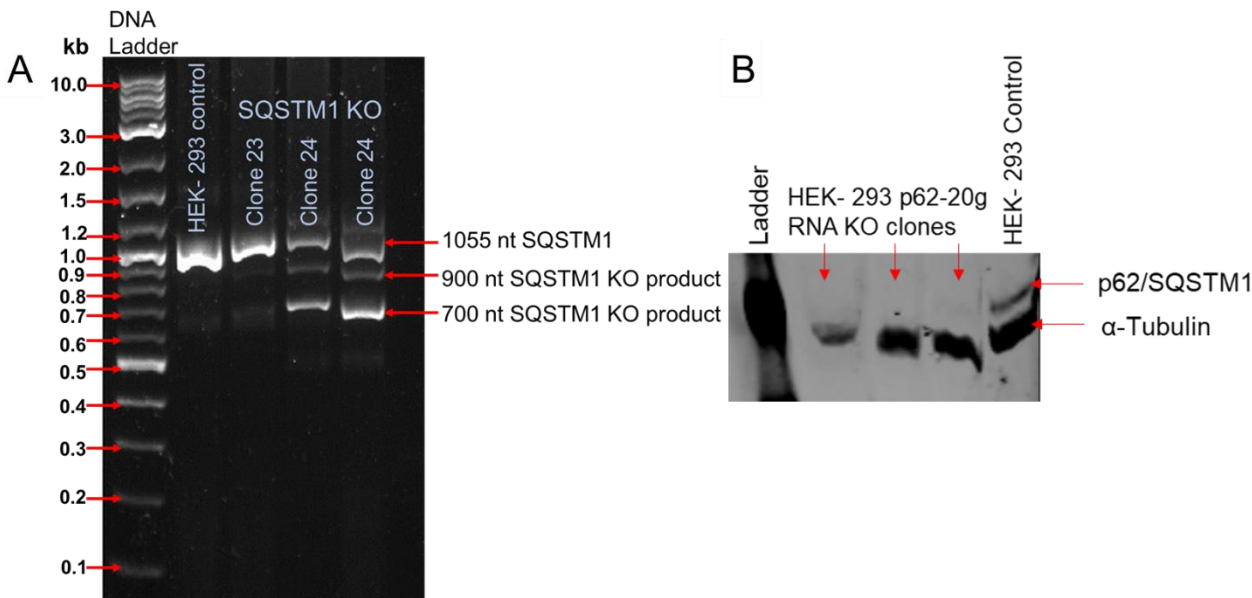 A
DNA
Ladder
kb
10.0
3.0
2.0
1.5
1.2
1.0
0.9
0.8
0.7
0.6
0.5
0.4
0.3
0.2
0.1
SQSTM1 KO
HEK- 293 control
Clone 23
Clone 24
Clone 24
1055 nt SQSTM1
900 nt SQSTM1 KO product
700 nt SQSTM1 KO product
B
Ladder
HEK- 293 p62-20g
RNA KO clones
HEK- 293 Control
p62/SQSTM1
α-Tubulin